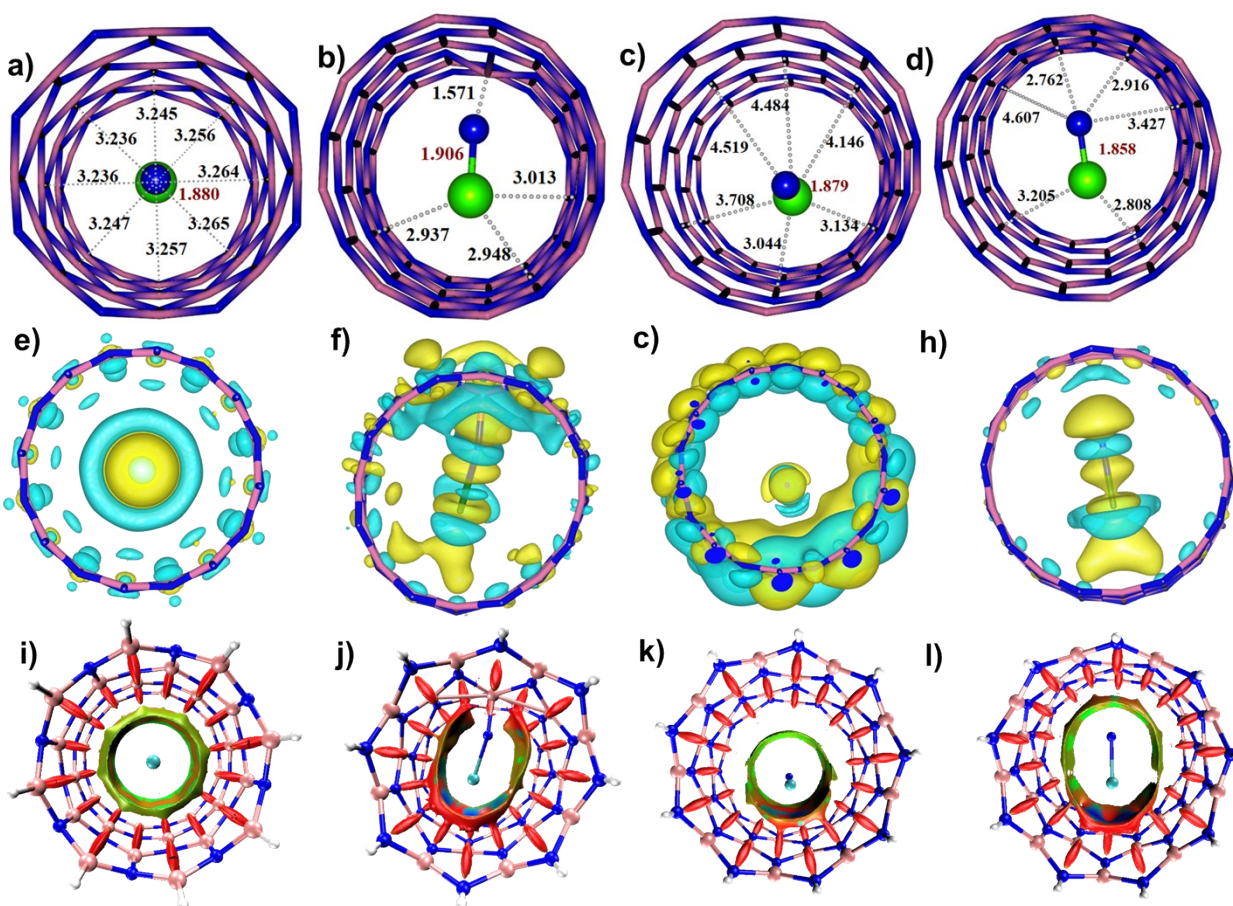 a)
3.245
3.236
3.256
3.236
3.264
1.880
3.247
3.265
3.257
b)
1.571
1.906
3.013
2.937
2.948
c)
4.484
4.146
4.519
1.879
3.708
3.134
3.044
d)
2.762
2.916
4.607
3.427
1.858
3.205
2.808
e)
f)
c)
h)
i)
j)
k)
l)